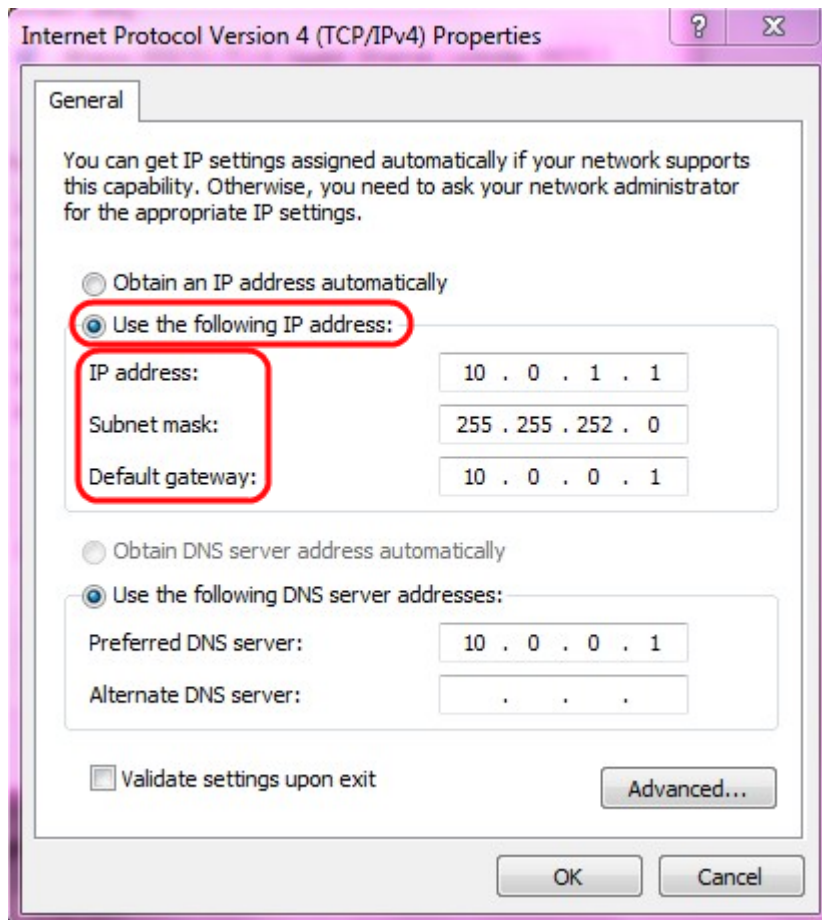 Internet Protocol Version 4 (TCP/IPv4) Properties
General
You can get IP settings assigned automatically if your network supports
this capability. Otherwise, you need to ask your network administrator
for the appropriate IP settings.
Obtain an IP address automatically
Use the following IP address:
IP address: 10 . 0 . 1 . 1
Subnet mask: 255 . 255 . 252 . 0
Default gateway: 10 . 0 . 0 . 1
Obtain DNS server address automatically
Use the following DNS server addresses:
Preferred DNS server: 10 . 0 . 0 . 1
Alternate DNS server: . . .
Validate settings upon exit
Advanced...
OK Cancel